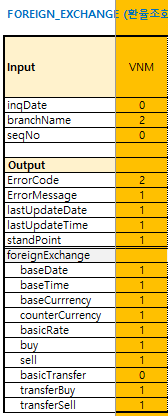 FOREIGN_EXCHANGE (환율조회
Input VNM
inqDate 0
branchName 2
seqNo 0
Output
ErrorCode 2
ErrorMessage 1
lastUpdateDate 1
lastUpdateTime 1
standPoint 1
foreignExchange
baseDate 1
baseTime 1
baseCurrrency 1
counterCurrency 1
basicRate 1
buy 1
sell 1
basicTransfer 0
transferBuy 1
transferSell 1